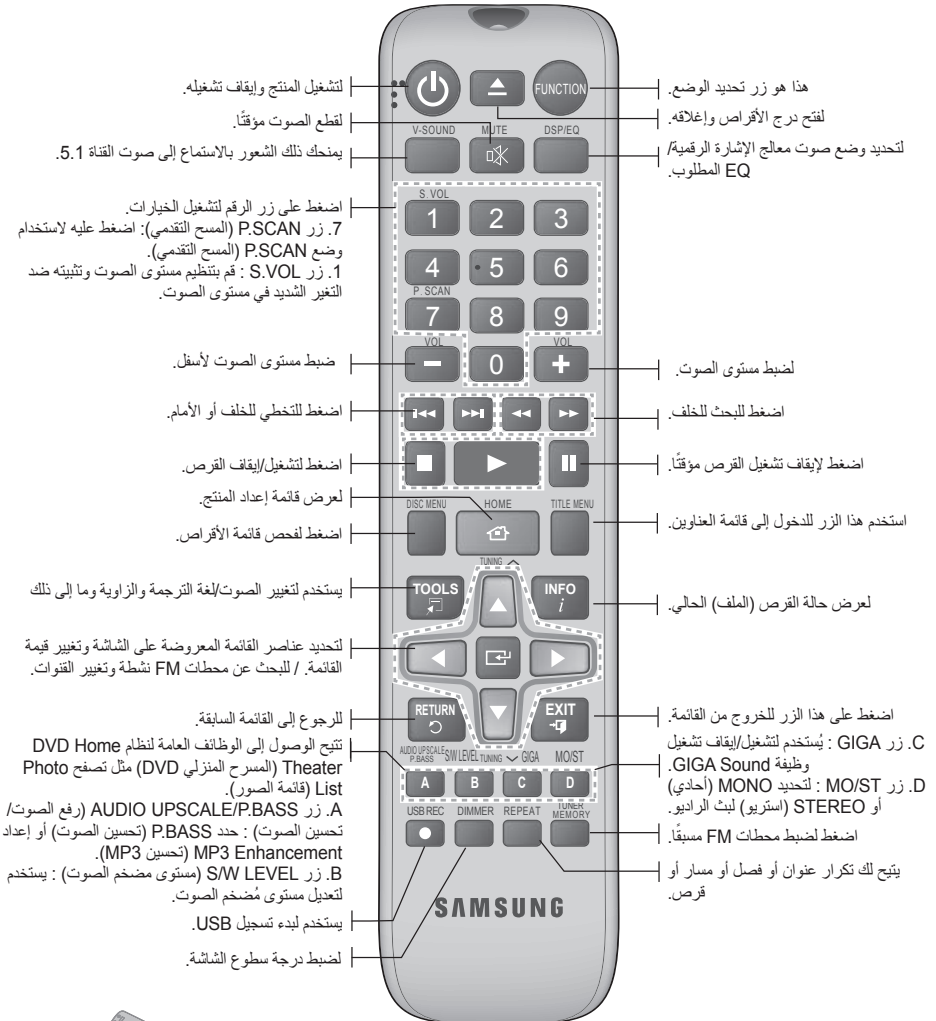 FUNCTION
V-SOUND MUTE DSP/EQ
S. VOL
1 2 3
4 5 6
P. SCAN
7 8 9
VOL VOL
0
DISC MENU HOME TITLE MENU
TUNING
TOOLS INFO
i
RETURN EXIT
AUDIO UPSCALE
P.BASS S/W LEVEL TUNING GIGA MO/ST
A B C D
USB REC DIMMER REPEAT TUNER
MEMORY
SAMSUNG
هذا هو زر تحديد الوضع.
لفتح درج الأقراص وإغلاقه.
لتحديد وضع صوت معالج الإشارة الرقمية/
EQ المطلوب.
لضبط مستوى الصوت.
اضغط للبحث للخلف.
اضغط لإيقاف تشغيل القرص مؤقتًا.
استخدم هذا الزر للدخول إلى قائمة العناوين.
لعرض حالة القرص (الملف) الحالي.
اضغط على هذا الزر للخروج من القائمة.
C. زر GIGA : يُستخدم لتشغيل/إيقاف تشغيل
وظيفة GIGA Sound.
D. زر MO/ST : لتحديد MONO (أحادي)
أو STEREO (استريو) لبث الراديو.
اضغط لضبط محطات FM مسبقًا.
يتيح لك تكرار عنوان أو فصل أو مسار أو
قرص.
لتشغيل المنتج وإيقاف تشغيله.
لقطع الصوت مؤقتًا.
يمنحك ذلك الشعور بالاستماع إلى صوت القناة 5.1.
اضغط على زر الرقم لتشغيل الخيارات.
7. زر P.SCAN (المسح التقدمي): اضغط عليه لاستخدام
وضع P.SCAN (المسح التقدمي).
1. زر S.VOL : قم بتنظيم مستوى الصوت وتثبيته ضد
التغير الشديد في مستوى الصوت.
ضبط مستوى الصوت لأسفل.
اضغط للتخطي للخلف أو الأمام.
اضغط لتشغيل/إيقاف القرص.
لعرض قائمة إعداد المنتج.
اضغط لفحص قائمة الأقراص.
يستخدم لتغيير الصوت/لغة الترجمة والزاوية وما إلى ذلك
لتحديد عناصر القائمة المعروضة على الشاشة وتغيير قيمة
القائمة. / للبحث عن محطات FM نشطة وتغيير القنوات.
للرجوع إلى القائمة السابقة.
تتيح الوصول إلى الوظائف العامة لنظام DVD Home
Theater (المسرح المنزلي DVD) مثل تصفح Photo
List (قائمة الصور).
A. زر AUDIO UPSCALE/P.BASS (رفع الصوت/
تحسين الصوت) : حدد P.BASS (تحسين الصوت) أو إعداد
MP3 Enhancement (تحسين MP3).
B. زر S/W LEVEL (مستوى مضخم الصوت) : يستخدم
لتعديل مستوى مُضخم الصوت.
يستخدم لبدء تسجيل USB.
لضبط درجة سطوع الشاشة.